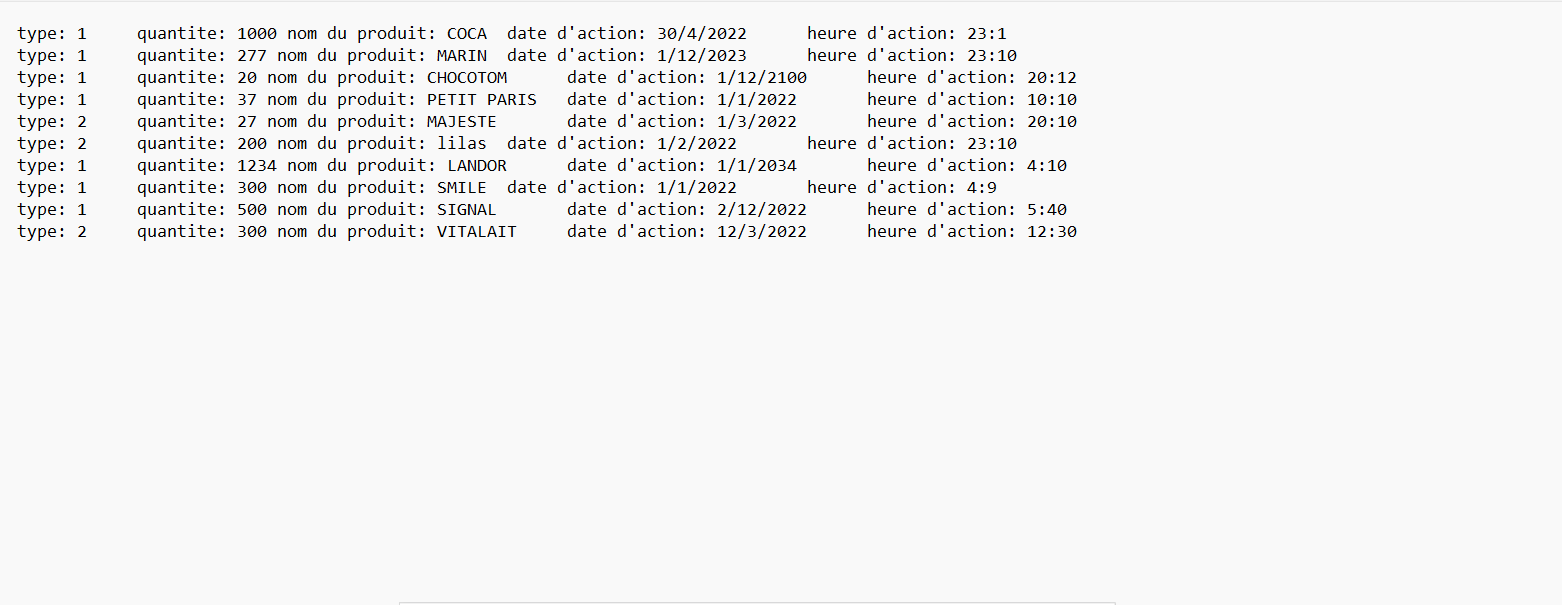 type: 1 quantite: 1000 nom du produit: COCA date d'action: 30/4/2022 heure d'action: 23:1
type: 1 quantite: 277 nom du produit: MARIN date d'action: 1/12/2023 heure d'action: 23:10
type: 1 quantite: 20 nom du produit: CHOCOTOM date d'action: 1/12/2100 heure d'action: 20:12
type: 1 quantite: 37 nom du produit: PETIT PARIS date d'action: 1/1/2022 heure d'action: 10:10
type: 2 quantite: 27 nom du produit: MAJESTE date d'action: 1/3/2022 heure d'action: 20:10
type: 2 quantite: 200 nom du produit: lilas date d'action: 1/2/2022 heure d'action: 23:10
type: 1 quantite: 1234 nom du produit: LANDOR date d'action: 1/1/2034 heure d'action: 4:10
type: 1 quantite: 300 nom du produit: SMILE date d'action: 1/1/2022 heure d'action: 4:9
type: 1 quantite: 500 nom du produit: SIGNAL date d'action: 2/12/2022 heure d'action: 5:40
type: 2 quantite: 300 nom du produit: VITALAIT date d'action: 12/3/2022 heure d'action: 12:30